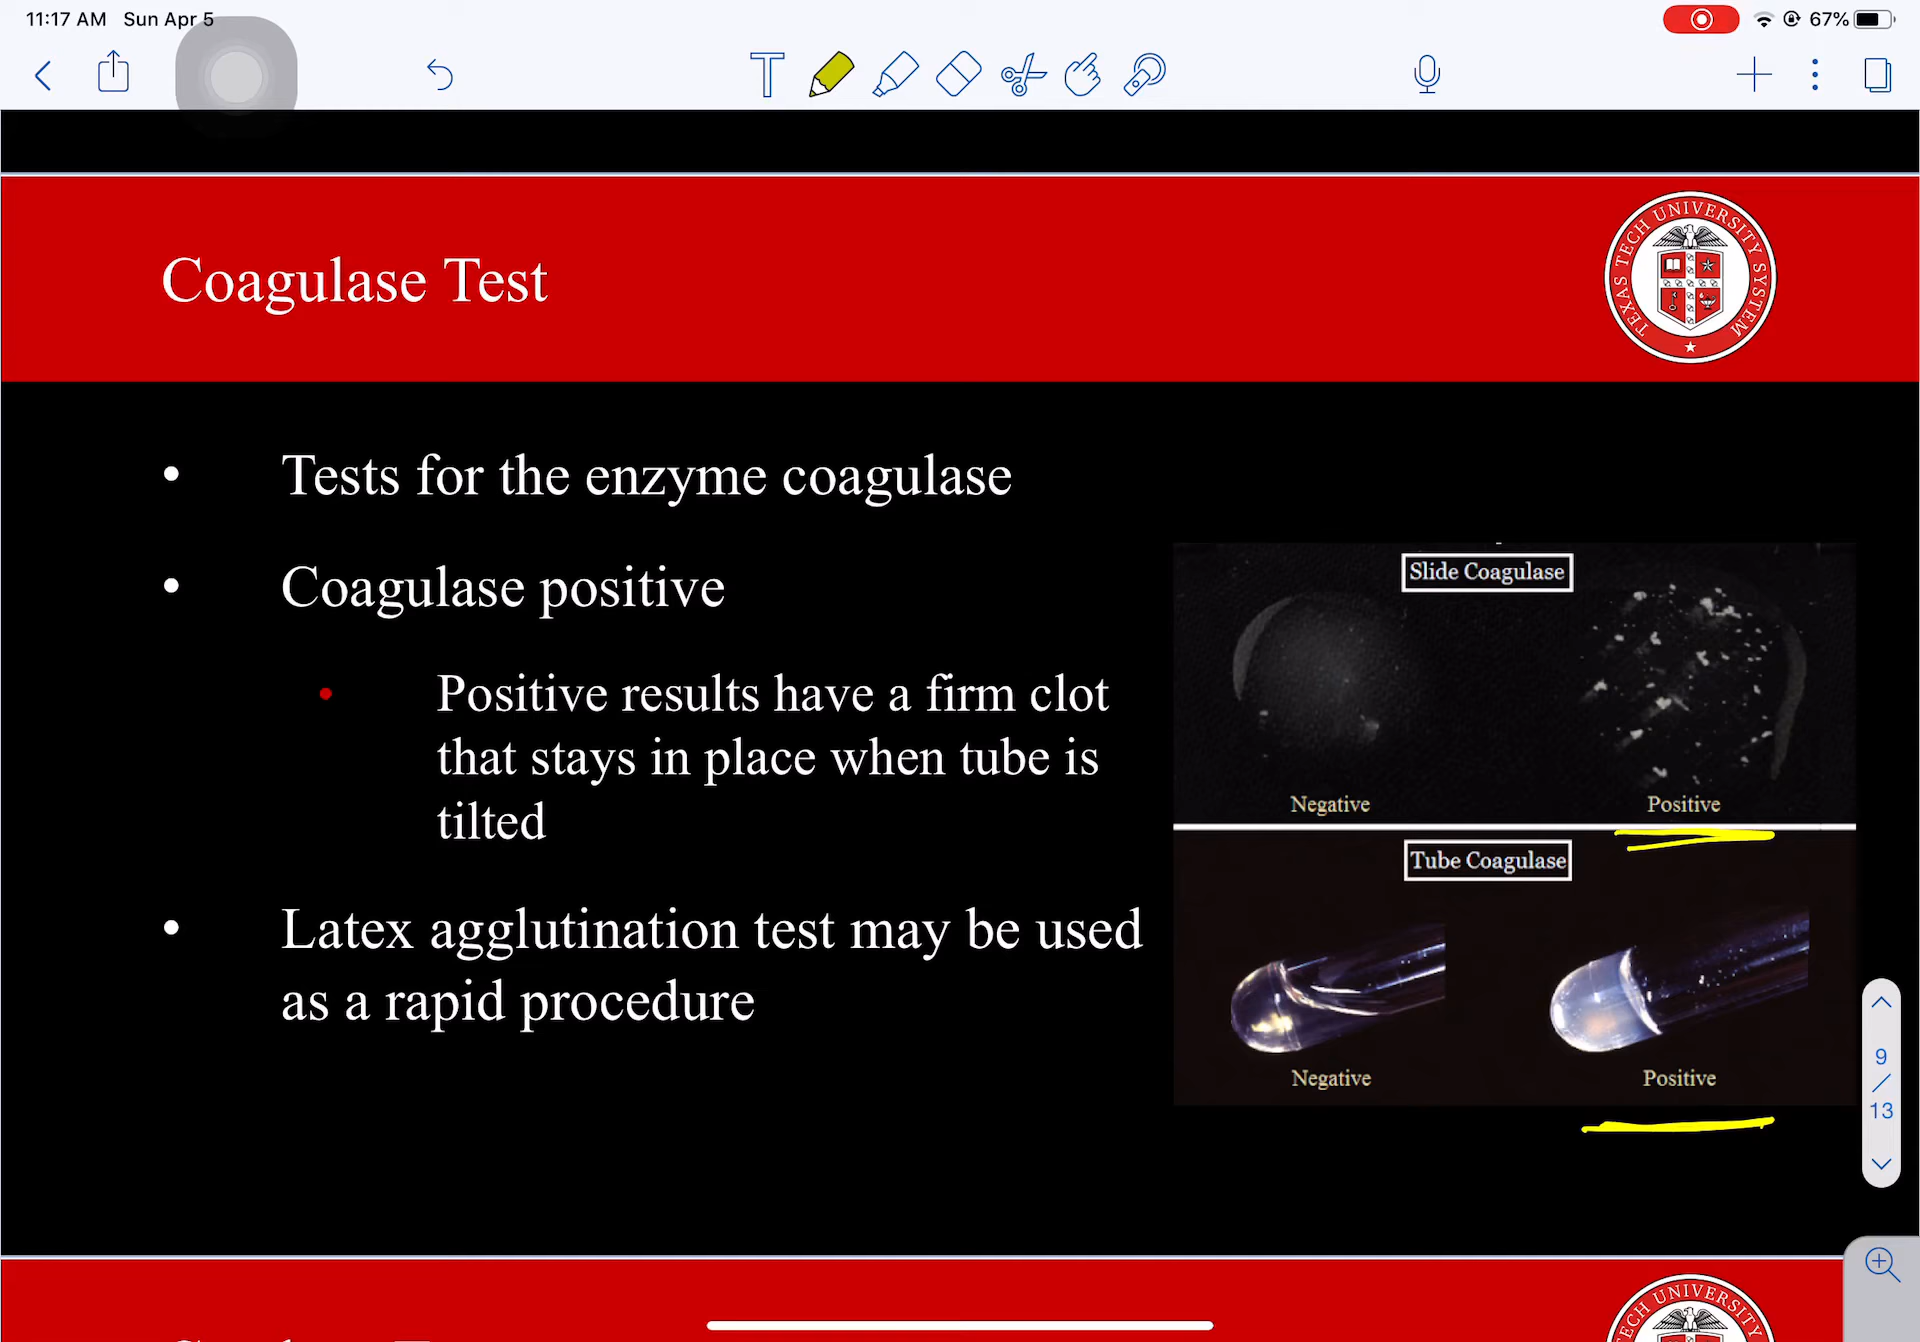 11:17 AM Sun Apr 5
67%
Coagulase Test
TEXAS TECH UNIVERSITY SYSTEM
• Tests for the enzyme coagulase
• Coagulase positive
• Positive results have a firm clot
that stays in place when tube is
tilted
• Latex agglutination test may be used
as a rapid procedure
Slide Coagulase
Negative
Positive
Tube Coagulase
Negative
Positive
9
/
13
TECH UNIVERSITY